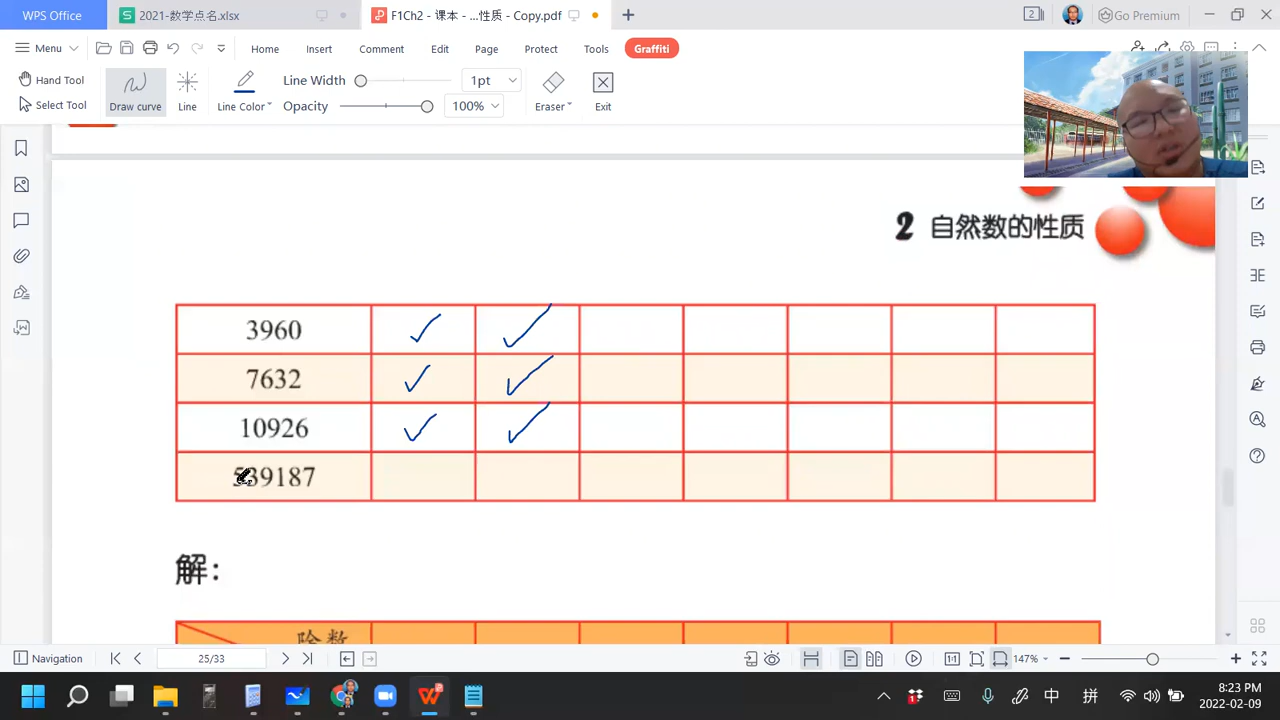 WPS Office
2021-数学点名.xlsx
F1Ch2 - 课本 - ...性质 - Copy.pdf
2
Go Premium
Menu
Home
Insert
Comment
Edit
Page
Protect
Tools
Graffiti
Hand Tool
Select Tool
Draw curve
Line
Line Color
Line Width
1pt
Opacity
100%
Eraser
Exit
2 自然数的性质
3960 ✓ ✓
7632 ✓ ✓
10926 ✓ ✓
539187
解:
除数
Navigation
25/33
147%
中
拼
8:23 PM
2022-02-09